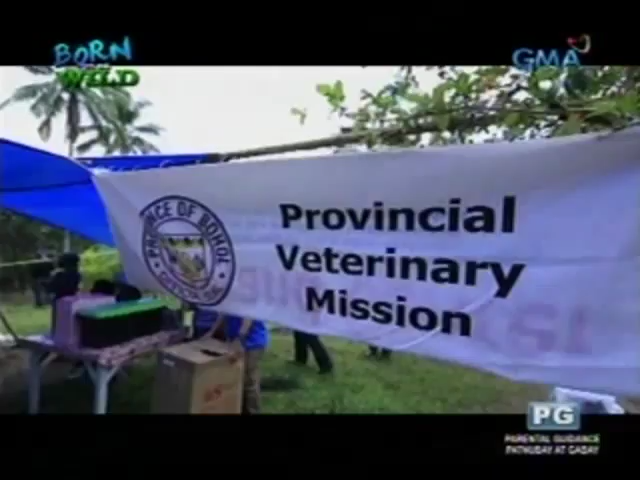 BORN
WILD
GMA
PROVINCE OF BOHOL
Provincial
Veterinary
Mission
PG
PARENTAL GUIDANCE
PATNUBAY AT GABAY